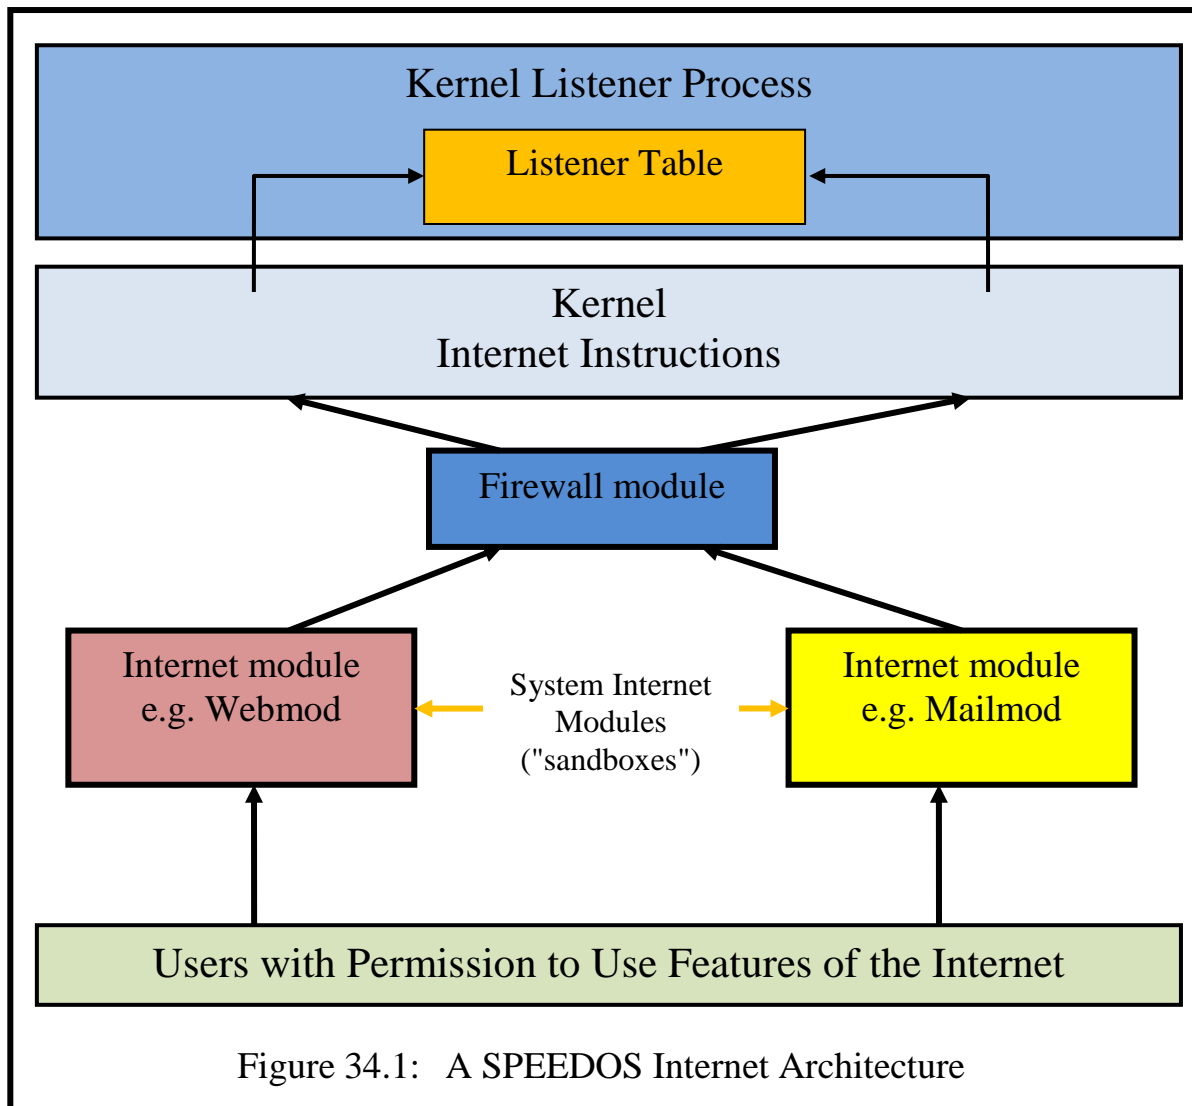 Kernel Listener Process
Listener Table
Kernel
Internet Instructions
Firewall module
Internet module
e.g. Webmod
System Internet
Modules
("sandboxes")
Internet module
e.g. Mailmod
Users with Permission to Use Features of the Internet
Figure 34.1: A SPEEDOS Internet Architecture